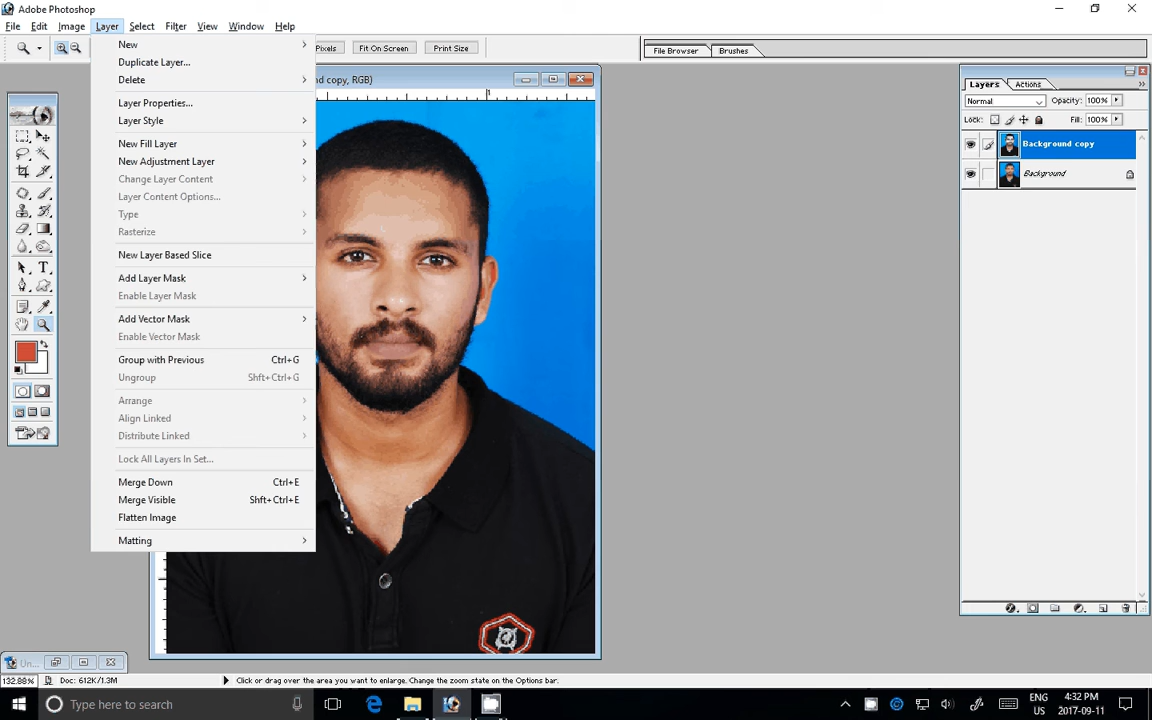 Adobe Photoshop
File Edit Image Layer Select Filter View Window Help
Pixels Fit On Screen Print Size File Browser Brushes
nd copy, RGB)
1
New
Duplicate Layer...
Delete
Layer Properties...
Layer Style
New Fill Layer
New Adjustment Layer
Change Layer Content
Layer Content Options...
Type
Rasterize
New Layer Based Slice
Add Layer Mask
Enable Layer Mask
Add Vector Mask
Enable Vector Mask
Group with Previous Ctrl+G
Ungroup Shft+Ctrl+G
Arrange
Align Linked
Distribute Linked
Lock All Layers In Set...
Merge Down Ctrl+E
Merge Visible Shft+Ctrl+E
Flatten Image
Matting
Layers Actions
Normal Opacity: 100%
Lock: Fill: 100%
Background copy
Background
Un...
132.88% Doc: 612K/1.3M Click or drag over the area you want to enlarge. Change the zoom state on the Options bar.
Type here to search
ENG
US
4:32 PM
2017-09-11